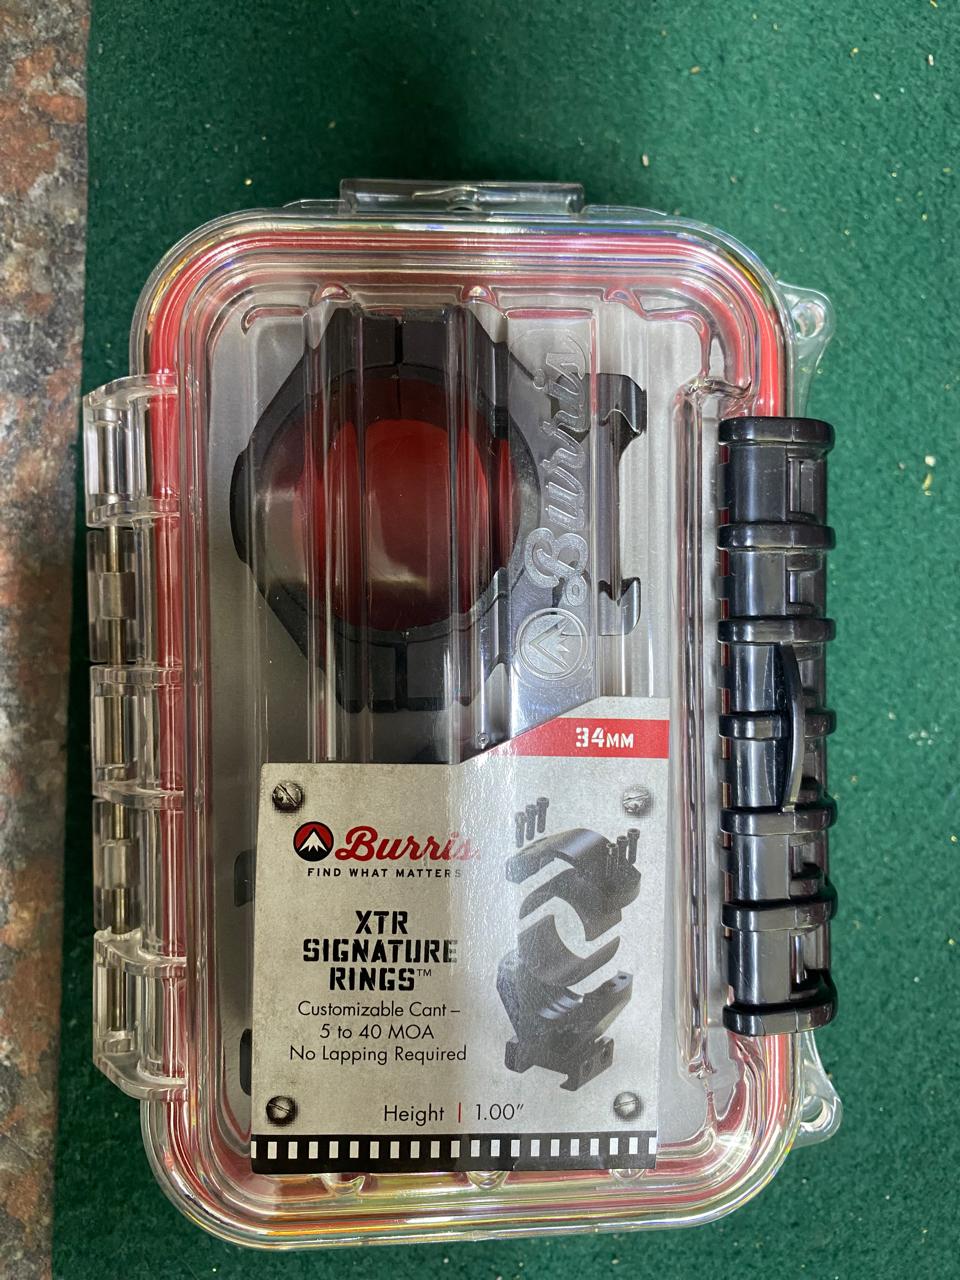 Burris
34MM
Burris
FIND WHAT MATTERS
XTR
SIGNATURE
RINGS™
Customizable Cant –
5 to 40 MOA
No Lapping Required
Height | 1.00"